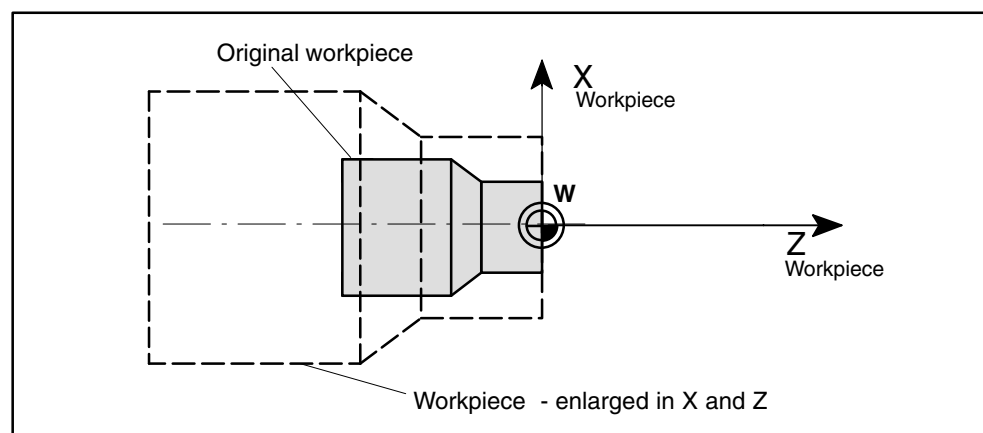 Original workpiece
X
Workpiece
W
Z
Workpiece
Workpiece - enlarged in X and Z